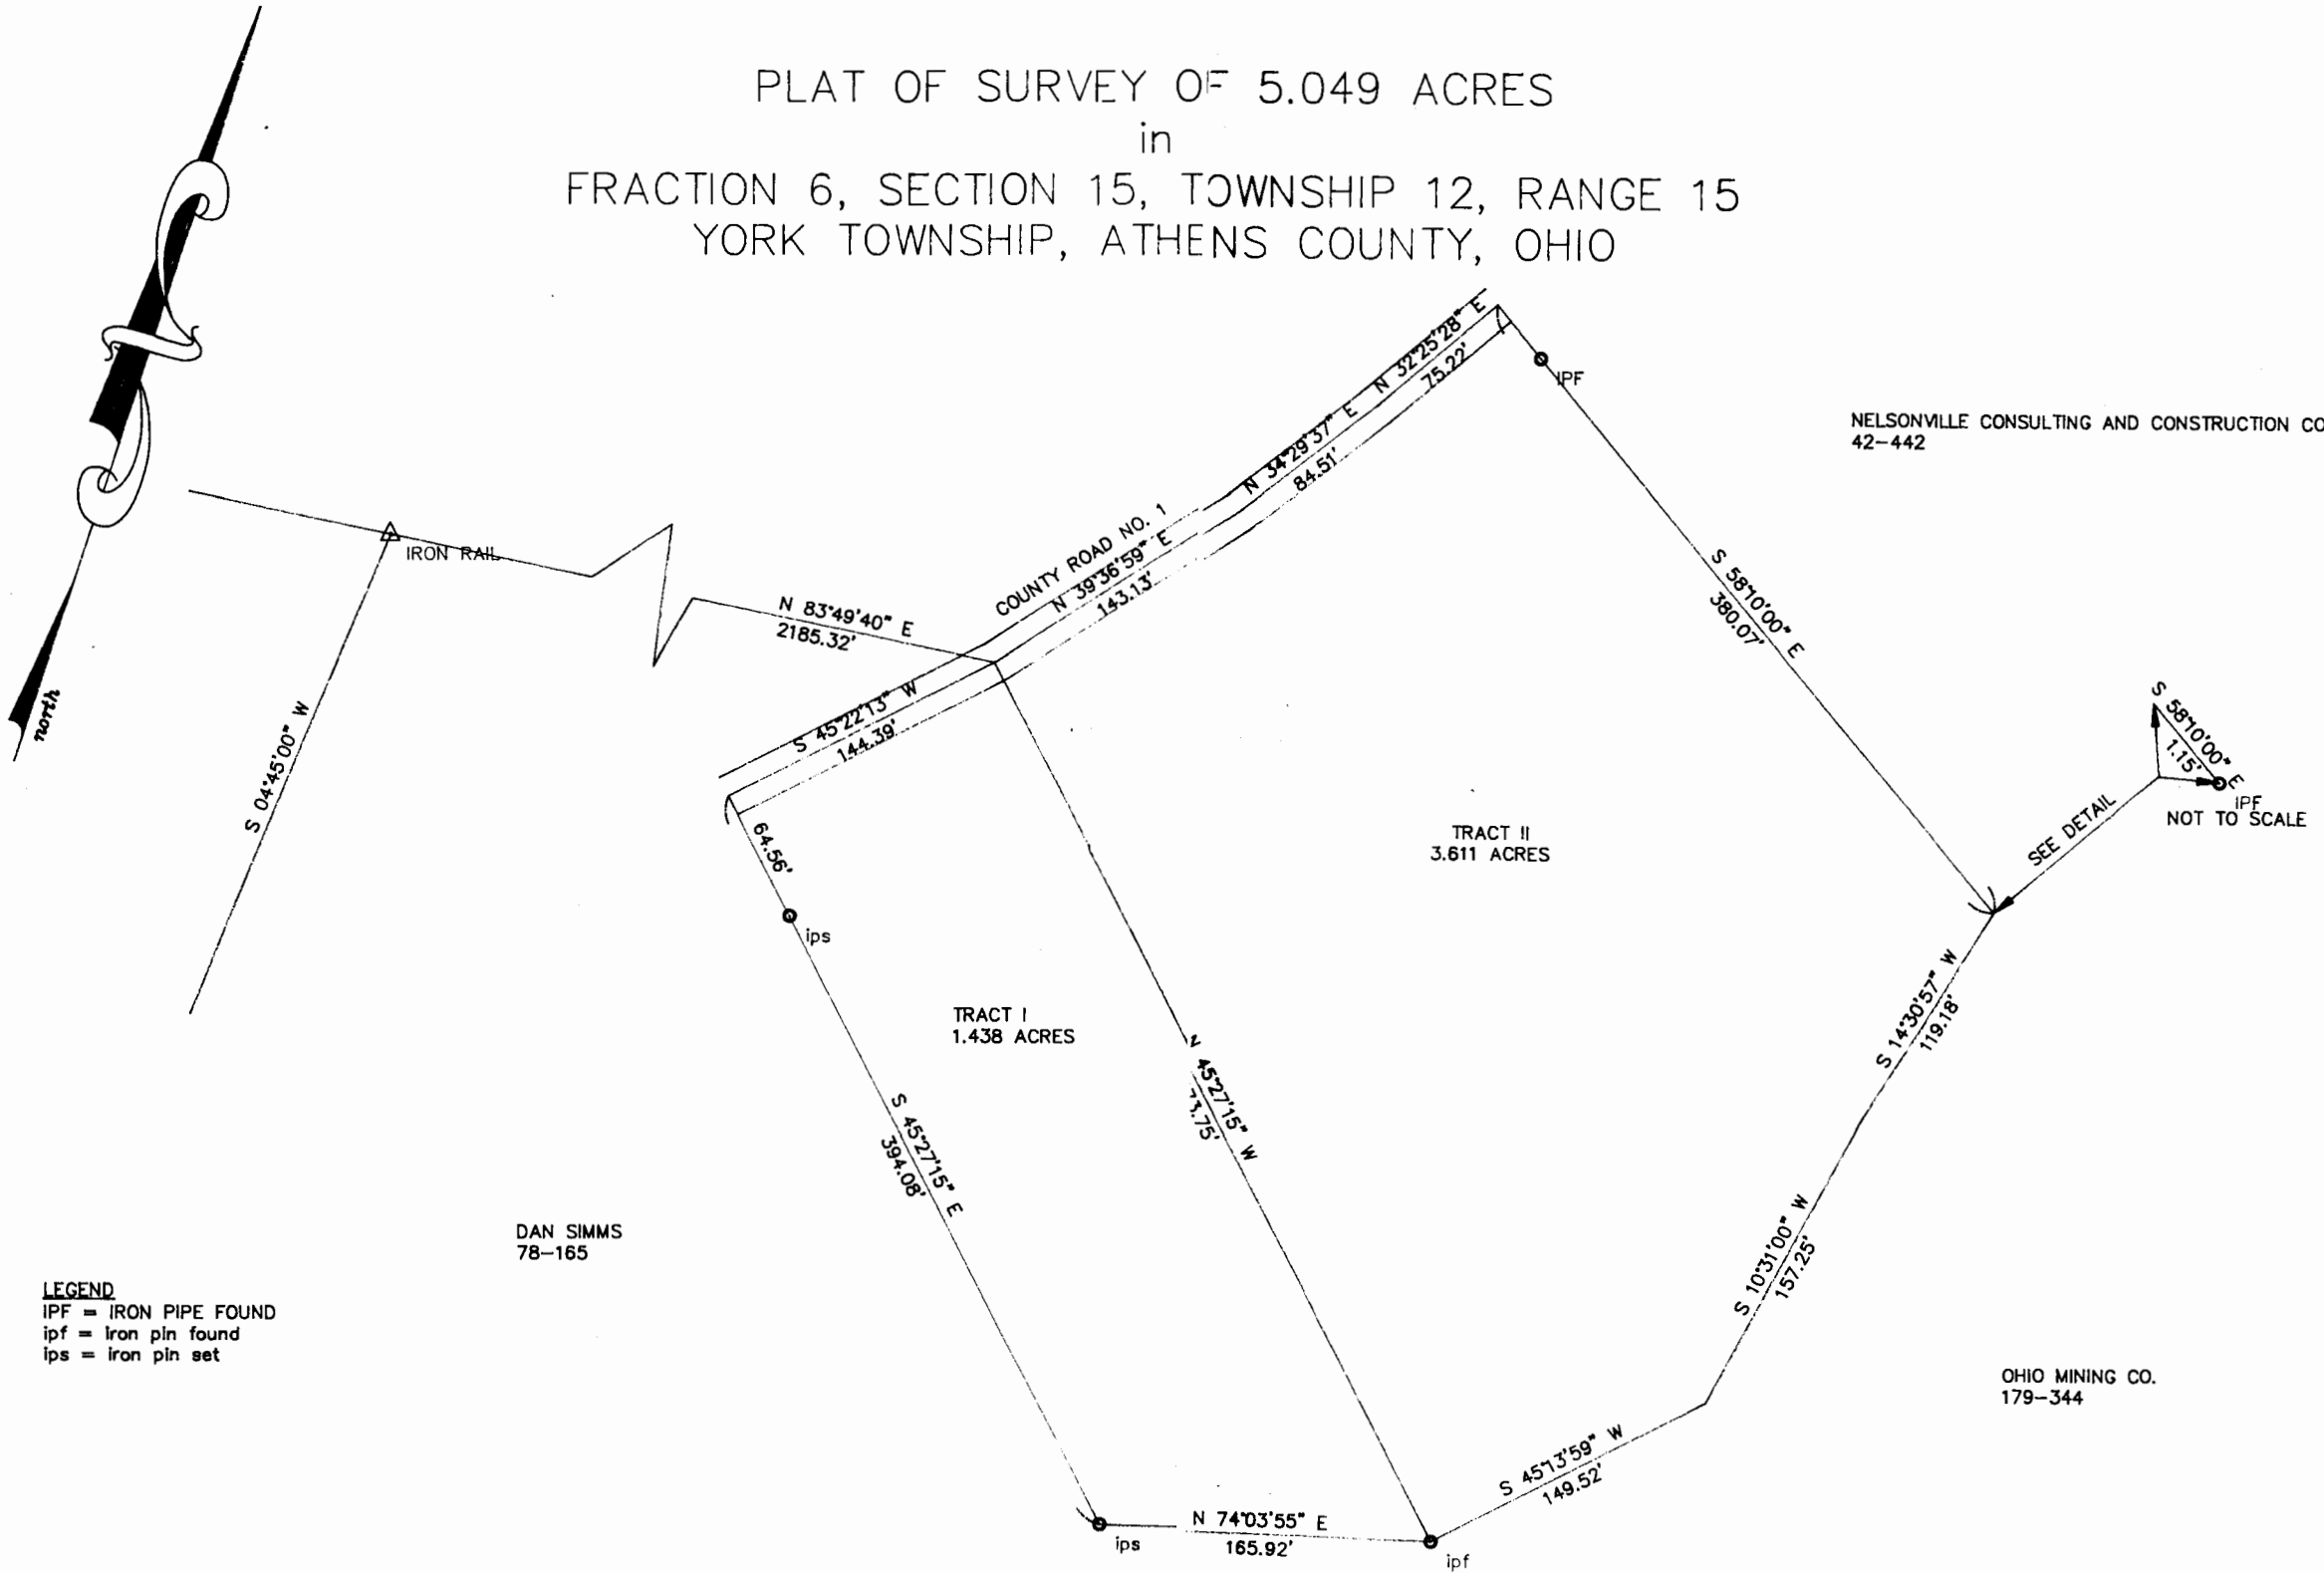 PLAT OF SURVEY OF 5.049 ACRES
in
FRACTION 6, SECTION 15, TOWNSHIP 12, RANGE 15
YORK TOWNSHIP, ATHENS COUNTY, OHIO
north
N 32°25'28" E
75.22'
IPF
N 34°29'37" E
84.51'
NELSONVILLE CONSULTING AND CONSTRUCTION CO
42-442
COUNTY ROAD NO. 1
N 39°36'59" E
143.13'
IRON RAIL
N 83°49'40" E
2185.32'
S 58°10'00" E
380.07'
S 45°22'13" W
144.39'
S 04°45'00" W
S 58°10'00" E
1.15'
IPF
NOT TO SCALE
SEE DETAIL
64.56'
ips
TRACT II
3.611 ACRES
TRACT I
1.438 ACRES
S 14°30'57" W
119.18'
N 45°27'15" W
73.75'
S 45°27'15" E
394.08'
S 10°31'00" W
157.25'
DAN SIMMS
78-165
LEGEND
IPF = IRON PIPE FOUND
ipf = iron pin found
ips = iron pin set
OHIO MINING CO.
179-344
S 45°13'59" W
149.52'
N 74°03'55" E
165.92'
ips
ipf